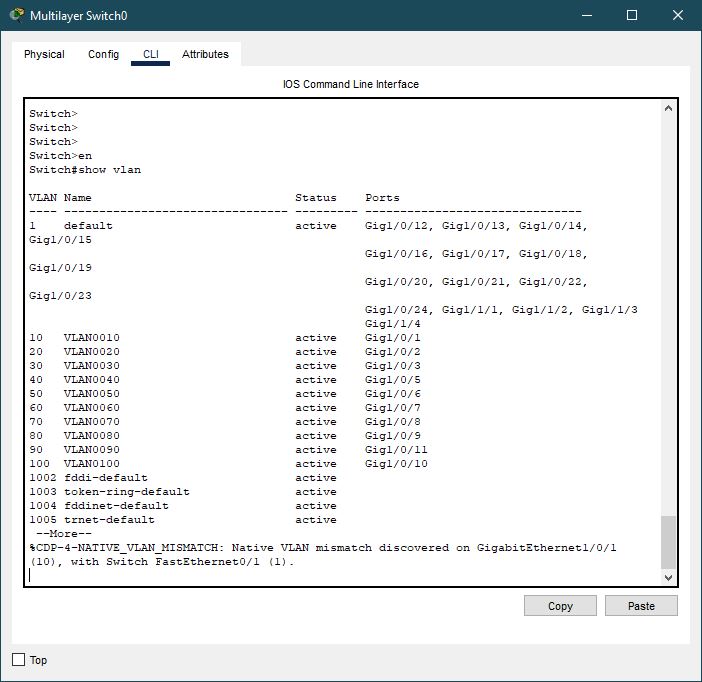 Multilayer Switch0
Physical Config CLI Attributes
IOS Command Line Interface
Switch>
Switch>
Switch>
Switch>en
Switch#show vlan
VLAN Name Status Ports
---- -------------------------------- --------- -------------------------------
1 default active Gig1/0/12, Gig1/0/13, Gig1/0/14,
Gig1/0/15
Gig1/0/16, Gig1/0/17, Gig1/0/18,
Gig1/0/19
Gig1/0/20, Gig1/0/21, Gig1/0/22,
Gig1/0/23
Gig1/0/24, Gig1/1/1, Gig1/1/2, Gig1/1/3
Gig1/1/4
10 VLAN0010 active Gig1/0/1
20 VLAN0020 active Gig1/0/2
30 VLAN0030 active Gig1/0/3
40 VLAN0040 active Gig1/0/5
50 VLAN0050 active Gig1/0/6
60 VLAN0060 active Gig1/0/7
70 VLAN0070 active Gig1/0/8
80 VLAN0080 active Gig1/0/9
90 VLAN0090 active Gig1/0/11
100 VLAN0100 active Gig1/0/10
1002 fddi-default active
1003 token-ring-default active
1004 fddinet-default active
1005 trnet-default active
--More--
%CDP-4-NATIVE_VLAN_MISMATCH: Native VLAN mismatch discovered on GigabitEthernet1/0/1
(10), with Switch FastEthernet0/1 (1).
Copy Paste
Top